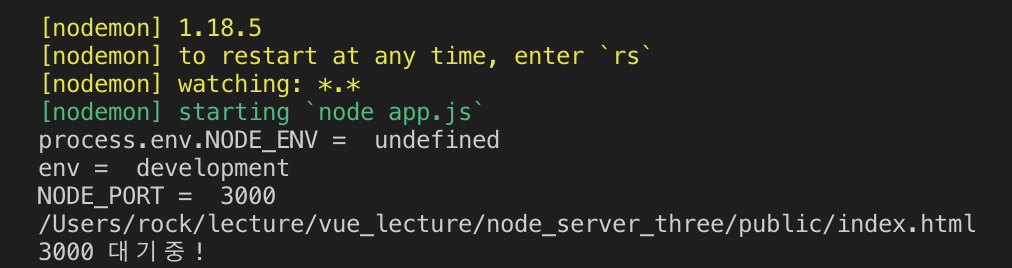 [nodemon] 1.18.5
[nodemon] to restart at any time, enter `rs`
[nodemon] watching: *.*
[nodemon] starting `node app.js`
process.env.NODE_ENV =  undefined
env =  development
NODE_PORT =  3000
/Users/rock/lecture/vue_lecture/node_server_three/public/index.html
3000 대기중!